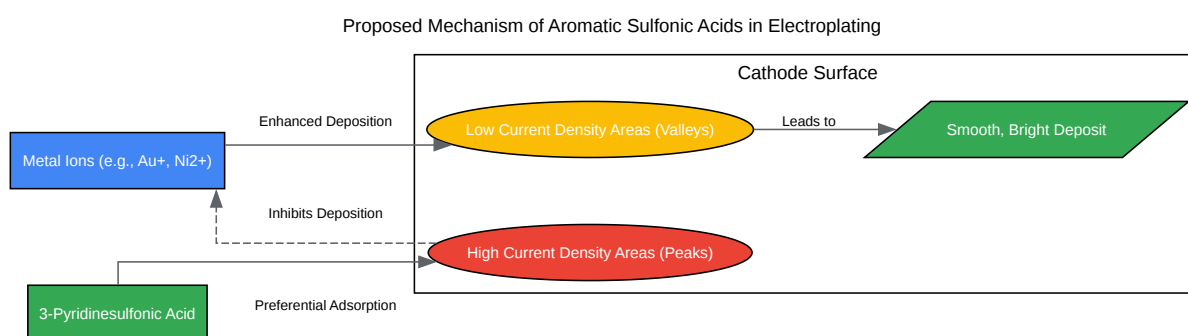 Proposed Mechanism of Aromatic Sulfonic Acids in Electroplating
Cathode Surface
Enhanced Deposition
Low Current Density Areas (Valleys)
Leads to
Smooth, Bright Deposit
Metal Ions (e.g., Au+, Ni2+)
Inhibits Deposition
High Current Density Areas (Peaks)
Preferential Adsorption
3-Pyridinesulfonic Acid